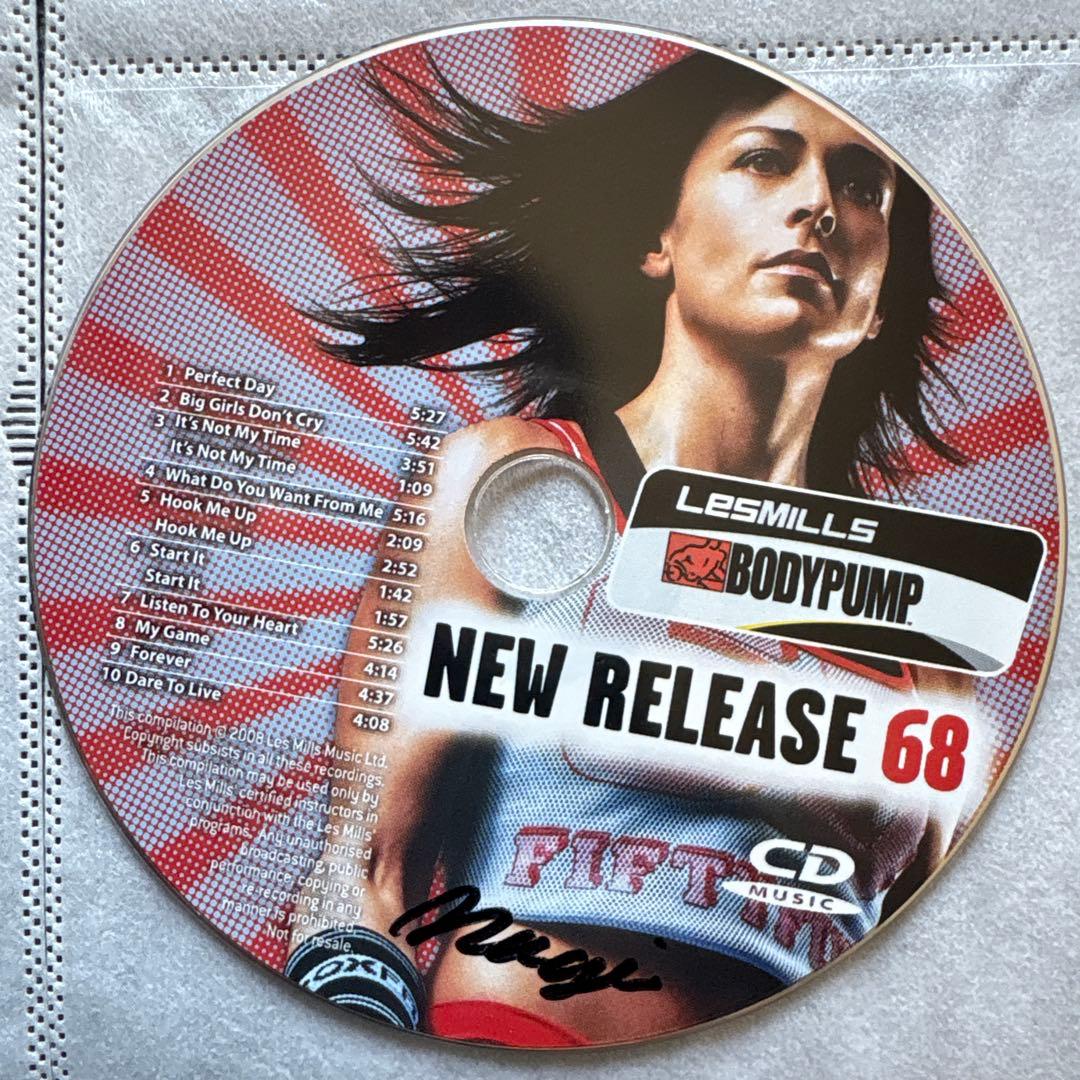 1 Perfect Day 5:27
2 Big Girls Don't Cry 5:42
3 It's Not My Time 3:51
It's Not My Time 1:09
4 What Do You Want From Me 5:16
5 Hook Me Up 2:09
Hook Me Up 2:52
6 Start It 1:42
Start It 1:57
7 Listen To Your Heart 5:26
8 My Game 4:14
9 Forever 4:37
10 Dare To Live 4:08
This compilation © 2008 Les Mills Music Ltd.
Copyright subsists in all these recordings.
This compilation may be used only by
Les Mills' certified instructors in
conjunction with the Les Mills'
programs. Any unauthorised
broadcasting, public
performance, copying or
re-recording in any
manner is prohibited.
Not for resale.
LESMILLS
BODYPUMP™
NEW RELEASE 68
CD
MUSIC